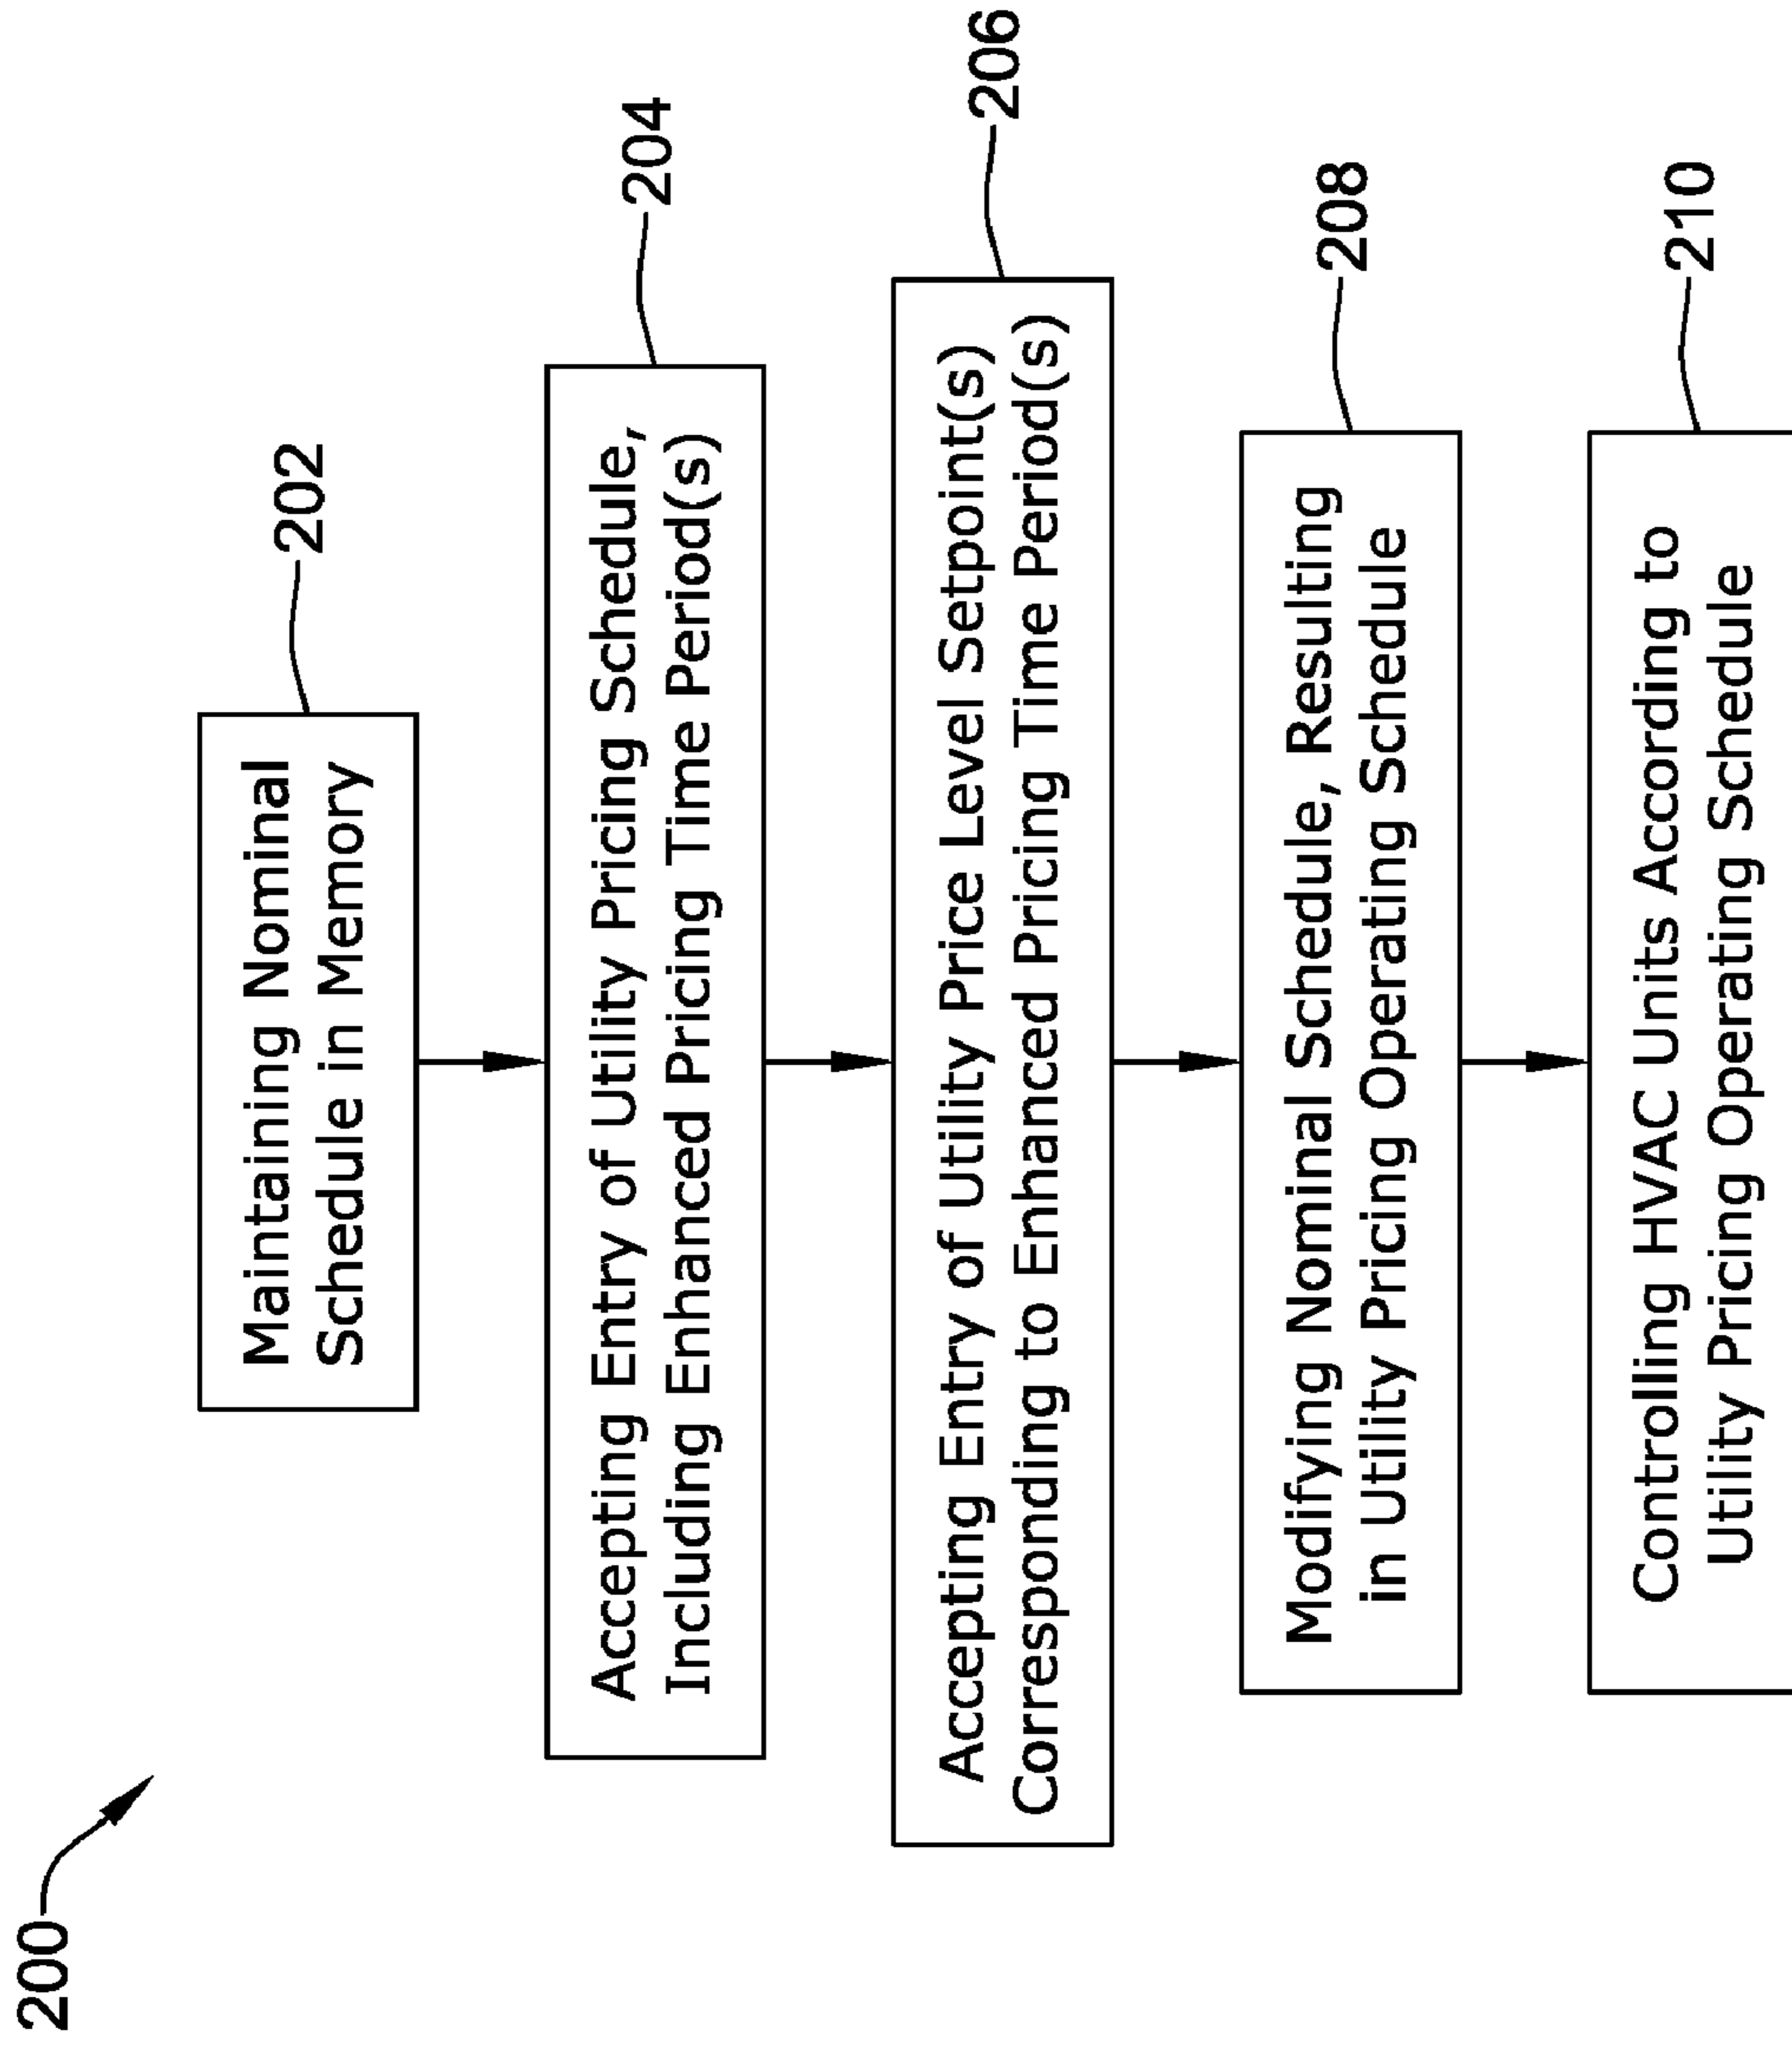 200
202
Maintaining Nominal
Schedule in Memory
204
Accepting Entry of Utility Pricing Schedule,
Including Enhanced Pricing Time Period(s)
206
Accepting Entry of Utility Price Level Setpoint(s)
Corresponding to Enhanced Pricing Time Period(s)
208
Modifying Nominal Schedule, Resulting
in Utility Pricing Operating Schedule
210
Controlling HVAC Units According to
Utility Pricing Operating Schedule